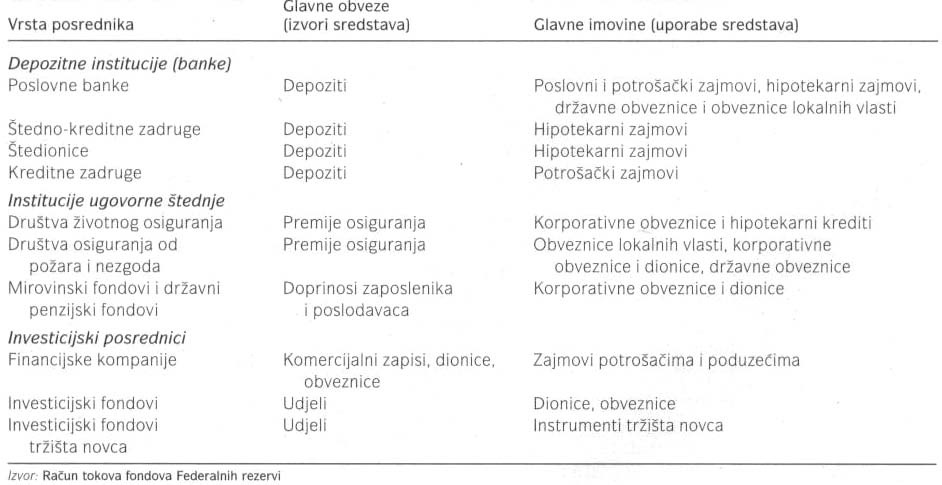 Glavne obveze
Vrsta posrednika (izvori sredstava) Glavne imovine (uporabe sredstava)
Depozitne institucije (banke)
Poslovne banke Depoziti Poslovni i potrošački zajmovi, hipotekarni zajmovi,
državne obveznice i obveznice lokalnih vlasti
Štedno-kreditne zadruge Depoziti Hipotekarni zajmovi
Štedionice Depoziti Hipotekarni zajmovi
Kreditne zadruge Depoziti Potrošački zajmovi
Institucije ugovorne štednje
Društva životnog osiguranja Premije osiguranja Korporativne obveznice i hipotekarni krediti
Društva osiguranja od Premije osiguranja Obveznice lokalnih vlasti, korporativne
požara i nezgoda obveznice i dionice, državne obveznice
Mirovinski fondovi i državni Doprinosi zaposlenika Korporativne obveznice i dionice
penzijski fondovi i poslodavaca
Investicijski posrednici
Financijske kompanije Komercijalni zapisi, dionice, Zajmovi potrošačima i poduzećima
obveznice
Investicijski fondovi Udjeli Dionice, obveznice
Investicijski fondovi Udjeli Instrumenti tržišta novca
tržišta novca
Izvor: Račun tokova fondova Federalnih rezervi